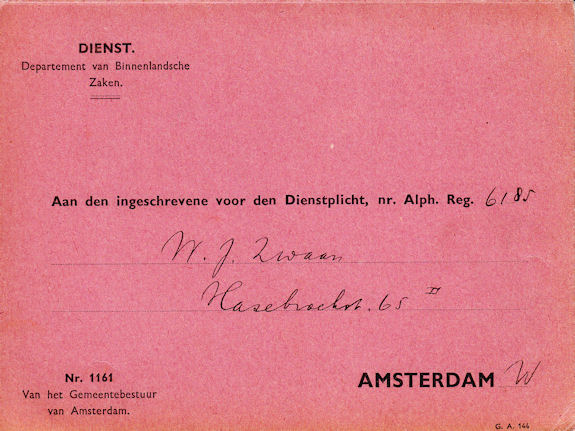 DIENST.
Departement van Binnenlandsche
Zaken.
Aan den ingeschrevene voor den Dienstplicht, nr. Alph. Reg. 6185
W. J. Zwaan
Hasebroekst. 65 II
Nr. 1161
Van het Gemeentebestuur
van Amsterdam.
AMSTERDAM W
G. A. 144